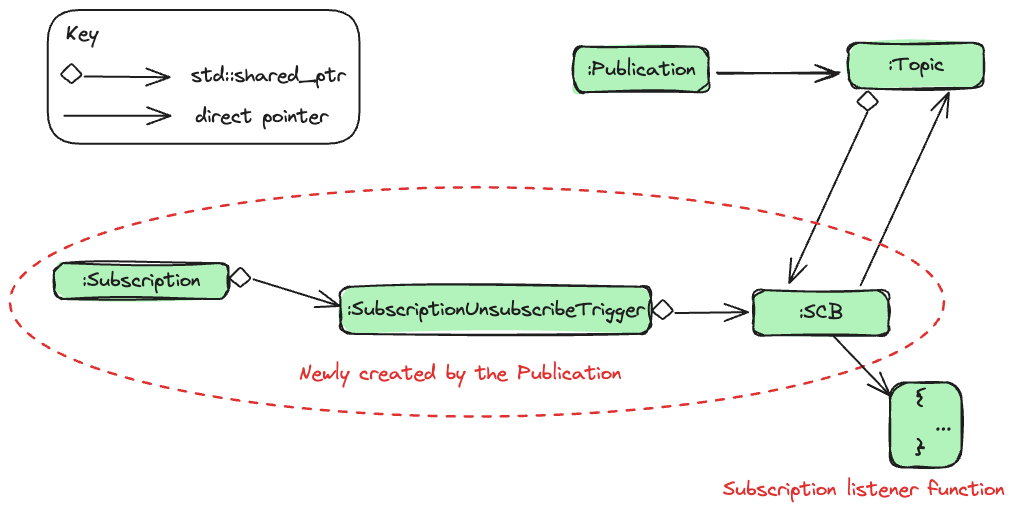 Key
std::shared_ptr
direct pointer
:Publication
:Topic
:Subscription
:SubscriptionUnsubscribeTrigger
:SCB
Newly created by the Publication
{
...
}
Subscription listener function